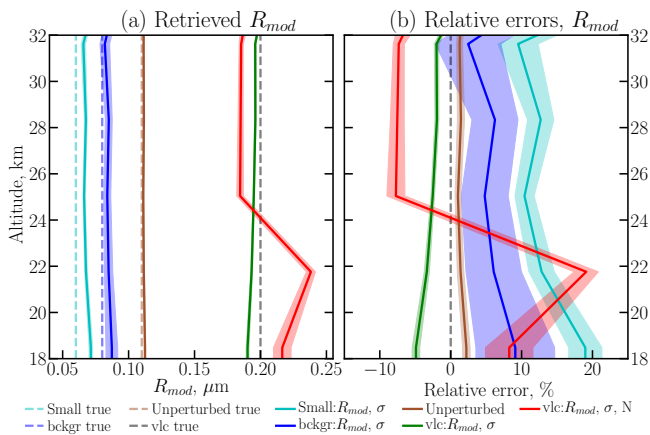 (a) Retrieved R_mod
(b) Relative errors, R_mod
32
30
28
26
24
22
20
18
Altitude, km
32
30
28
26
24
22
20
18
0.05 0.10 0.15 0.20 0.25
−10 0 10 20
R_mod, μm
Relative error, %
Small true Unperturbed true Small:R_mod, σ Unperturbed vlc:R_mod, σ, N
bckgr true vlc true bckgr:R_mod, σ vlc:R_mod, σ